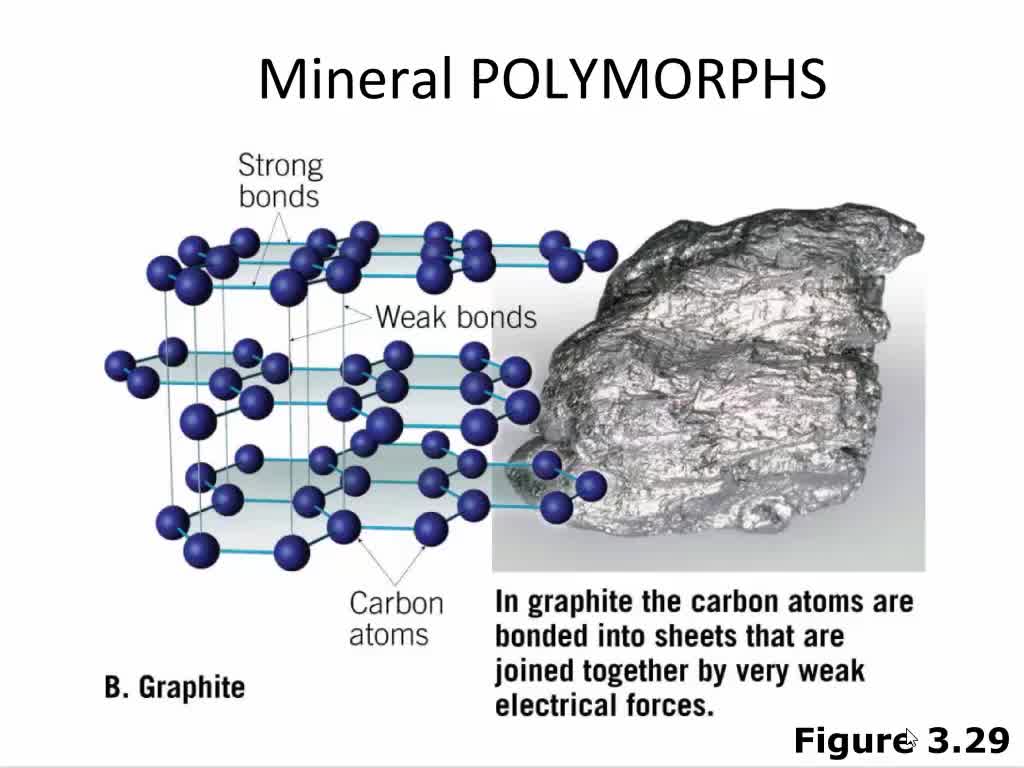 Mineral POLYMORPHS
Strong
bonds
Weak bonds
Carbon
atoms
In graphite the carbon atoms are
bonded into sheets that are
joined together by very weak
electrical forces.
B. Graphite
Figure 3.29